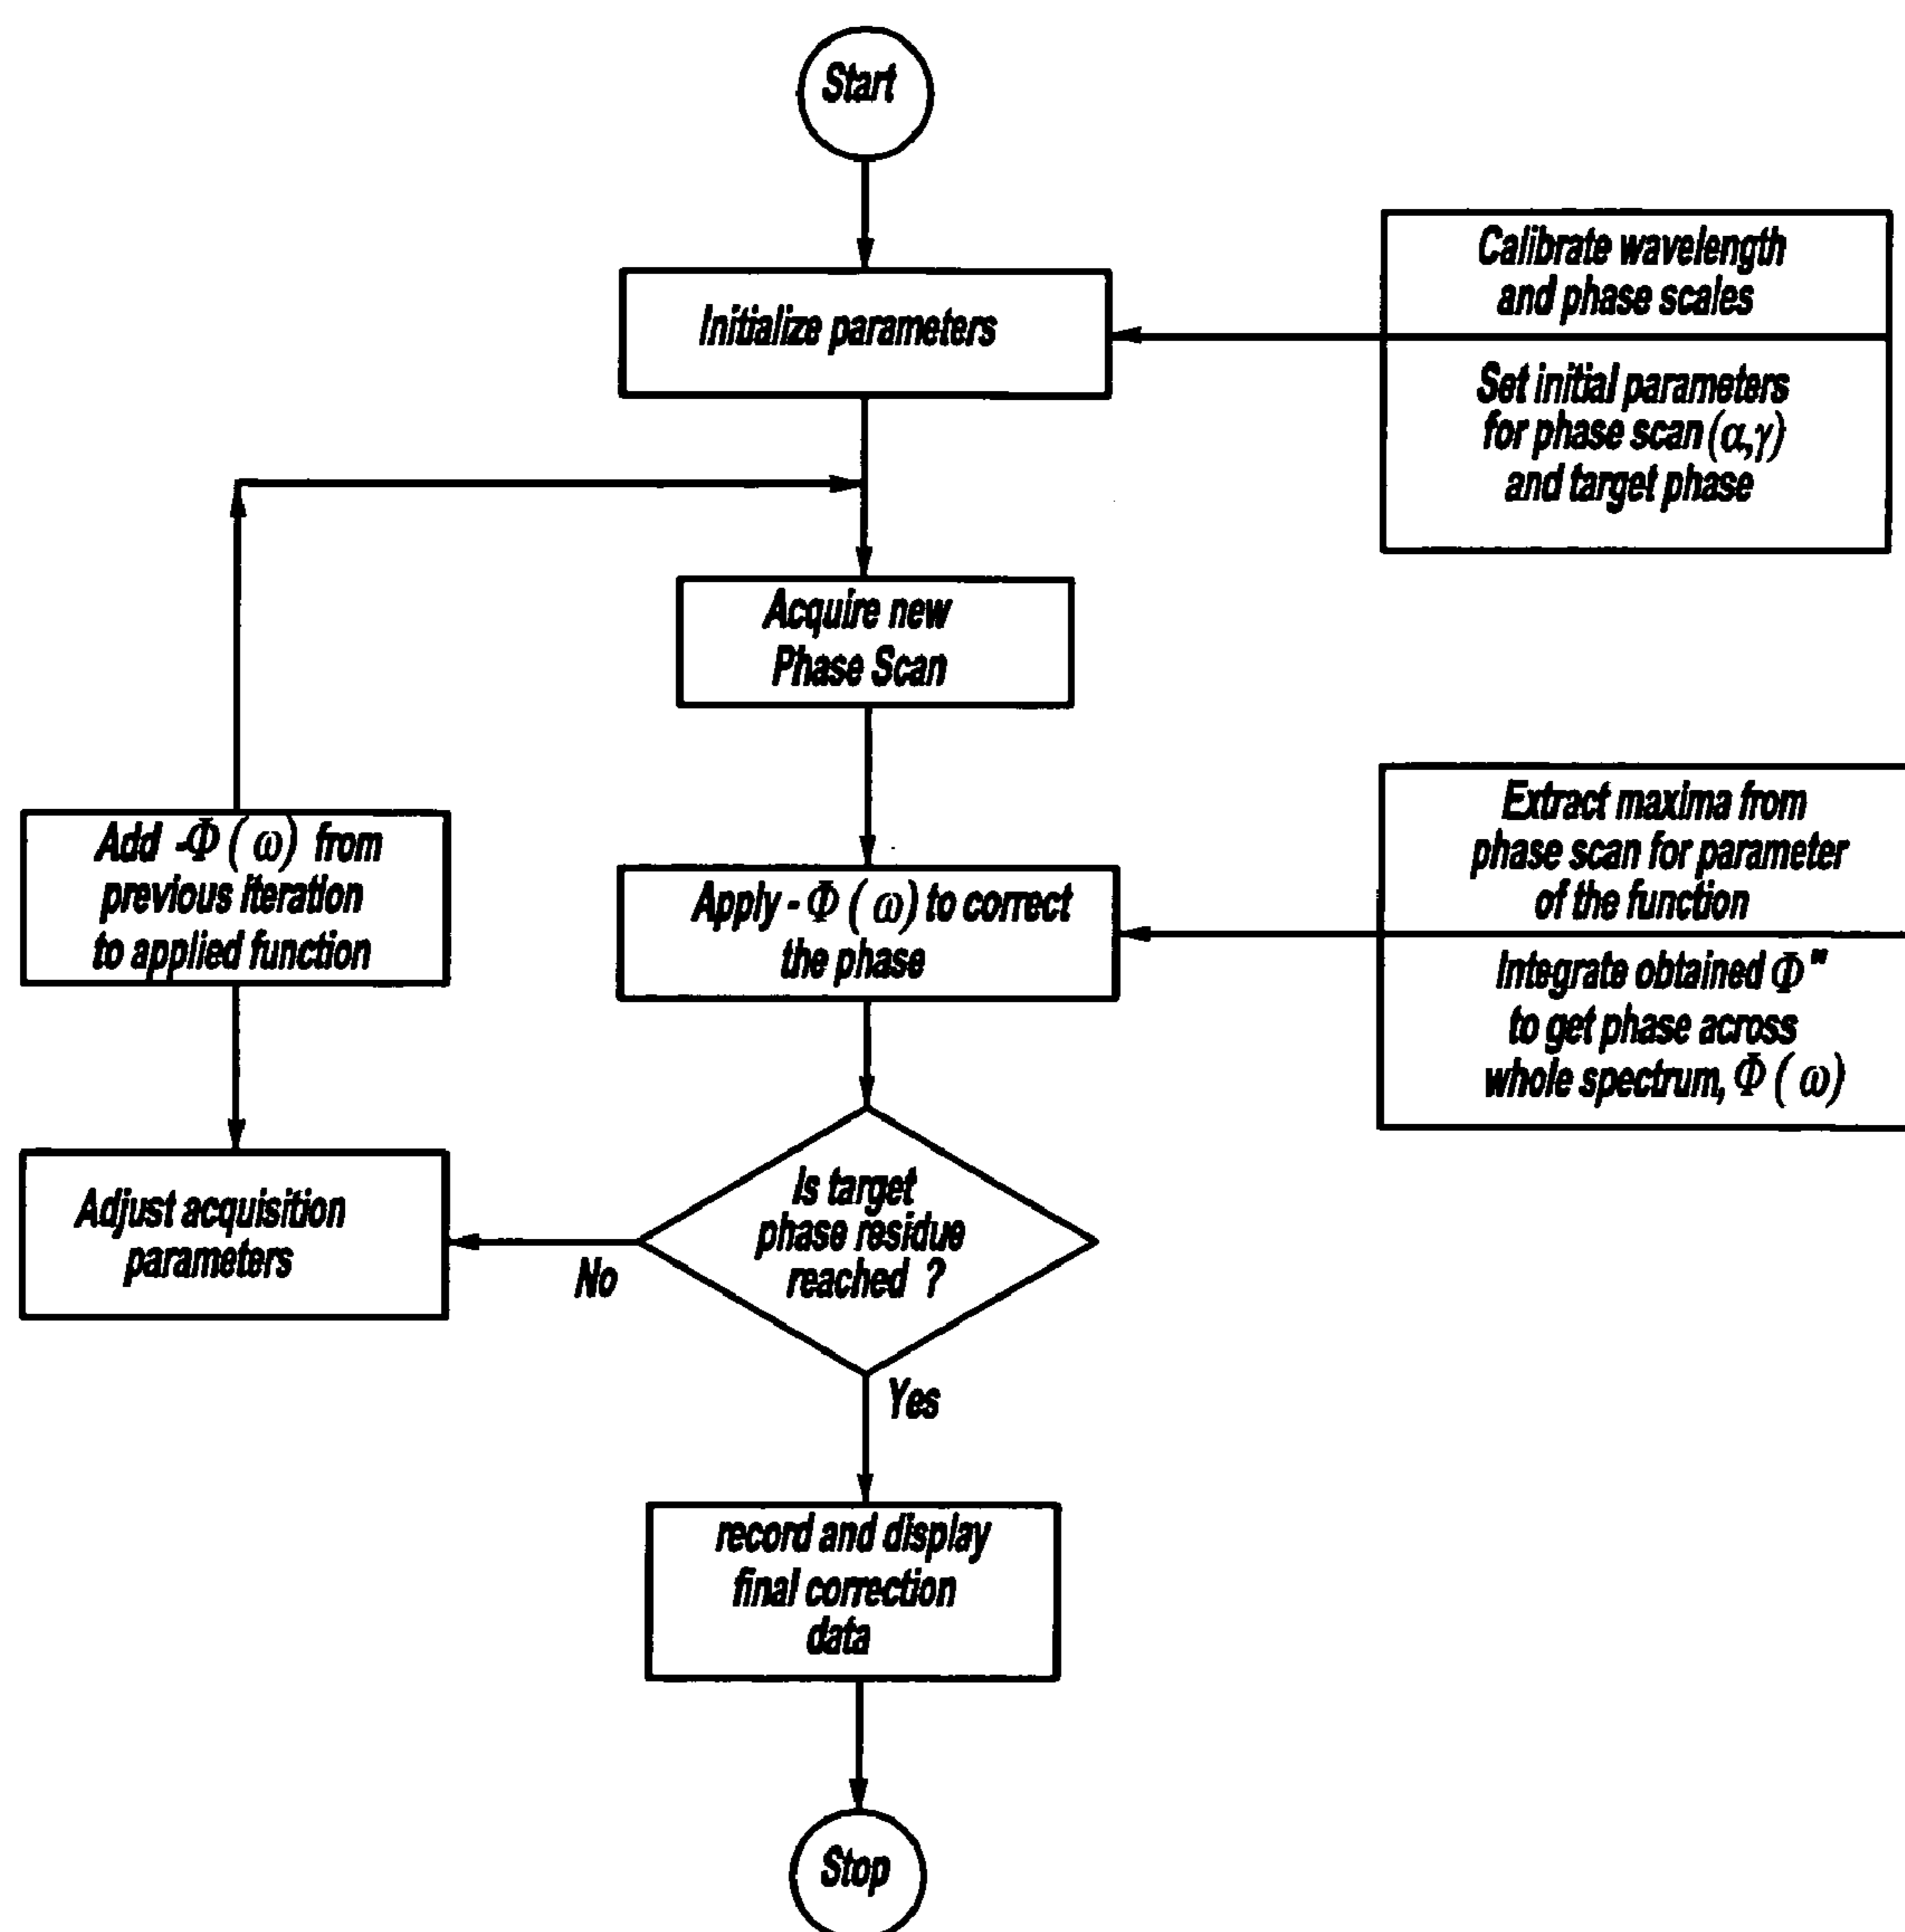 Start
Initialize parameters
Calibrate wavelength
and phase scales
Set initial parameters
for phase scan (α,γ)
and target phase
Acquire new
Phase Scan
Add -Φ ( ω) from
previous iteration
to applied function
Apply - Φ ( ω) to correct
the phase
Extract maxima from
phase scan for parameter
of the function
Integrate obtained Φ"
to get phase across
whole spectrum, Φ ( ω)
Adjust acquisition
parameters
Is target
phase residue
reached ?
No
Yes
record and display
final correction
data
Stop